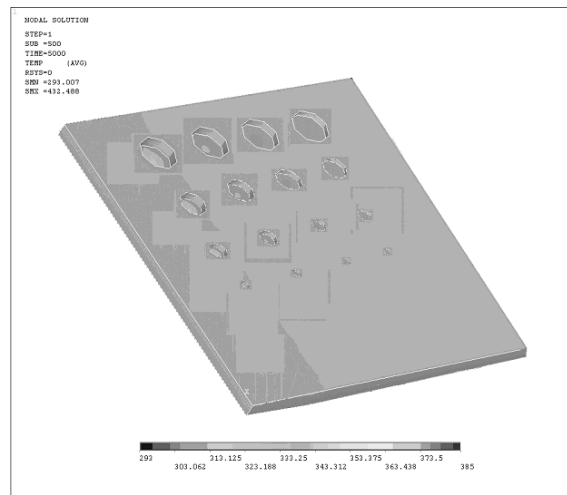 1
NODAL SOLUTION
STEP=1
SUB =500
TIME=5000
TEMP (AVG)
RSYS=0
SMN =293.007
SMX =432.488
X
293 313.125 333.25 353.375 373.5 385
303.062 323.188 343.312 363.438